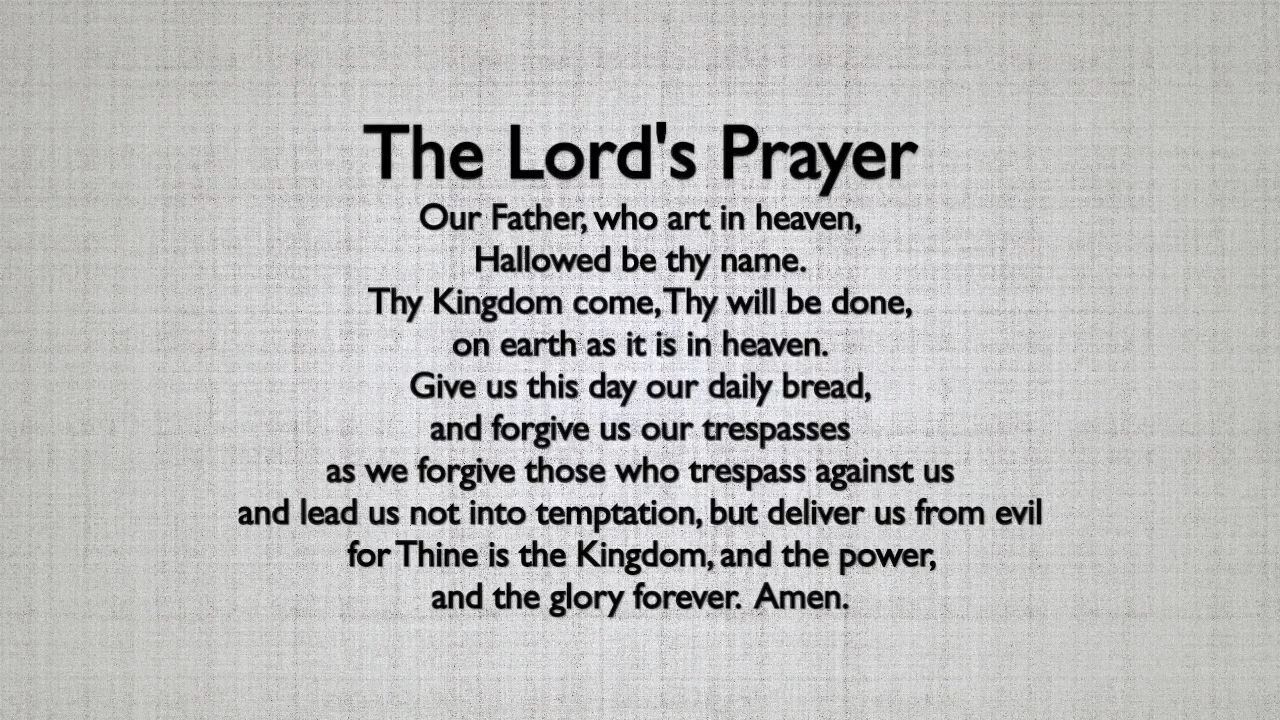 The Lord's Prayer
Our Father, who art in heaven,
Hallowed be thy name.
Thy Kingdom come, Thy will be done,
on earth as it is in heaven.
Give us this day our daily bread,
and forgive us our trespasses
as we forgive those who trespass against us
and lead us not into temptation, but deliver us from evil
for Thine is the Kingdom, and the power,
and the glory forever.  Amen.